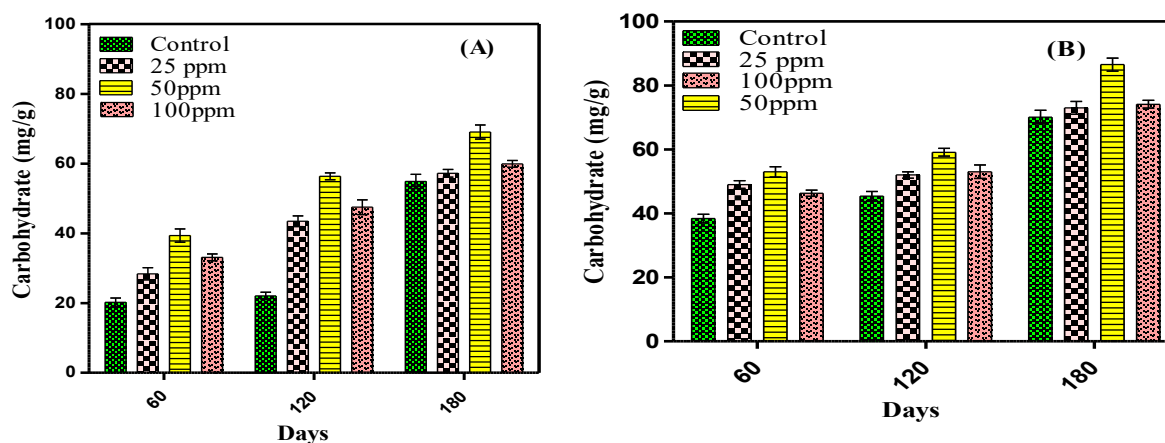 100
80
60
40
20
0
Carbohydrate (mg/g)
Control
25 ppm
50ppm
100ppm
(A)
60
120
180
Days
100
80
60
40
20
0
Carbohydrate (mg/g)
Control
25 ppm
100ppm
50ppm
(B)
60
120
180
Days